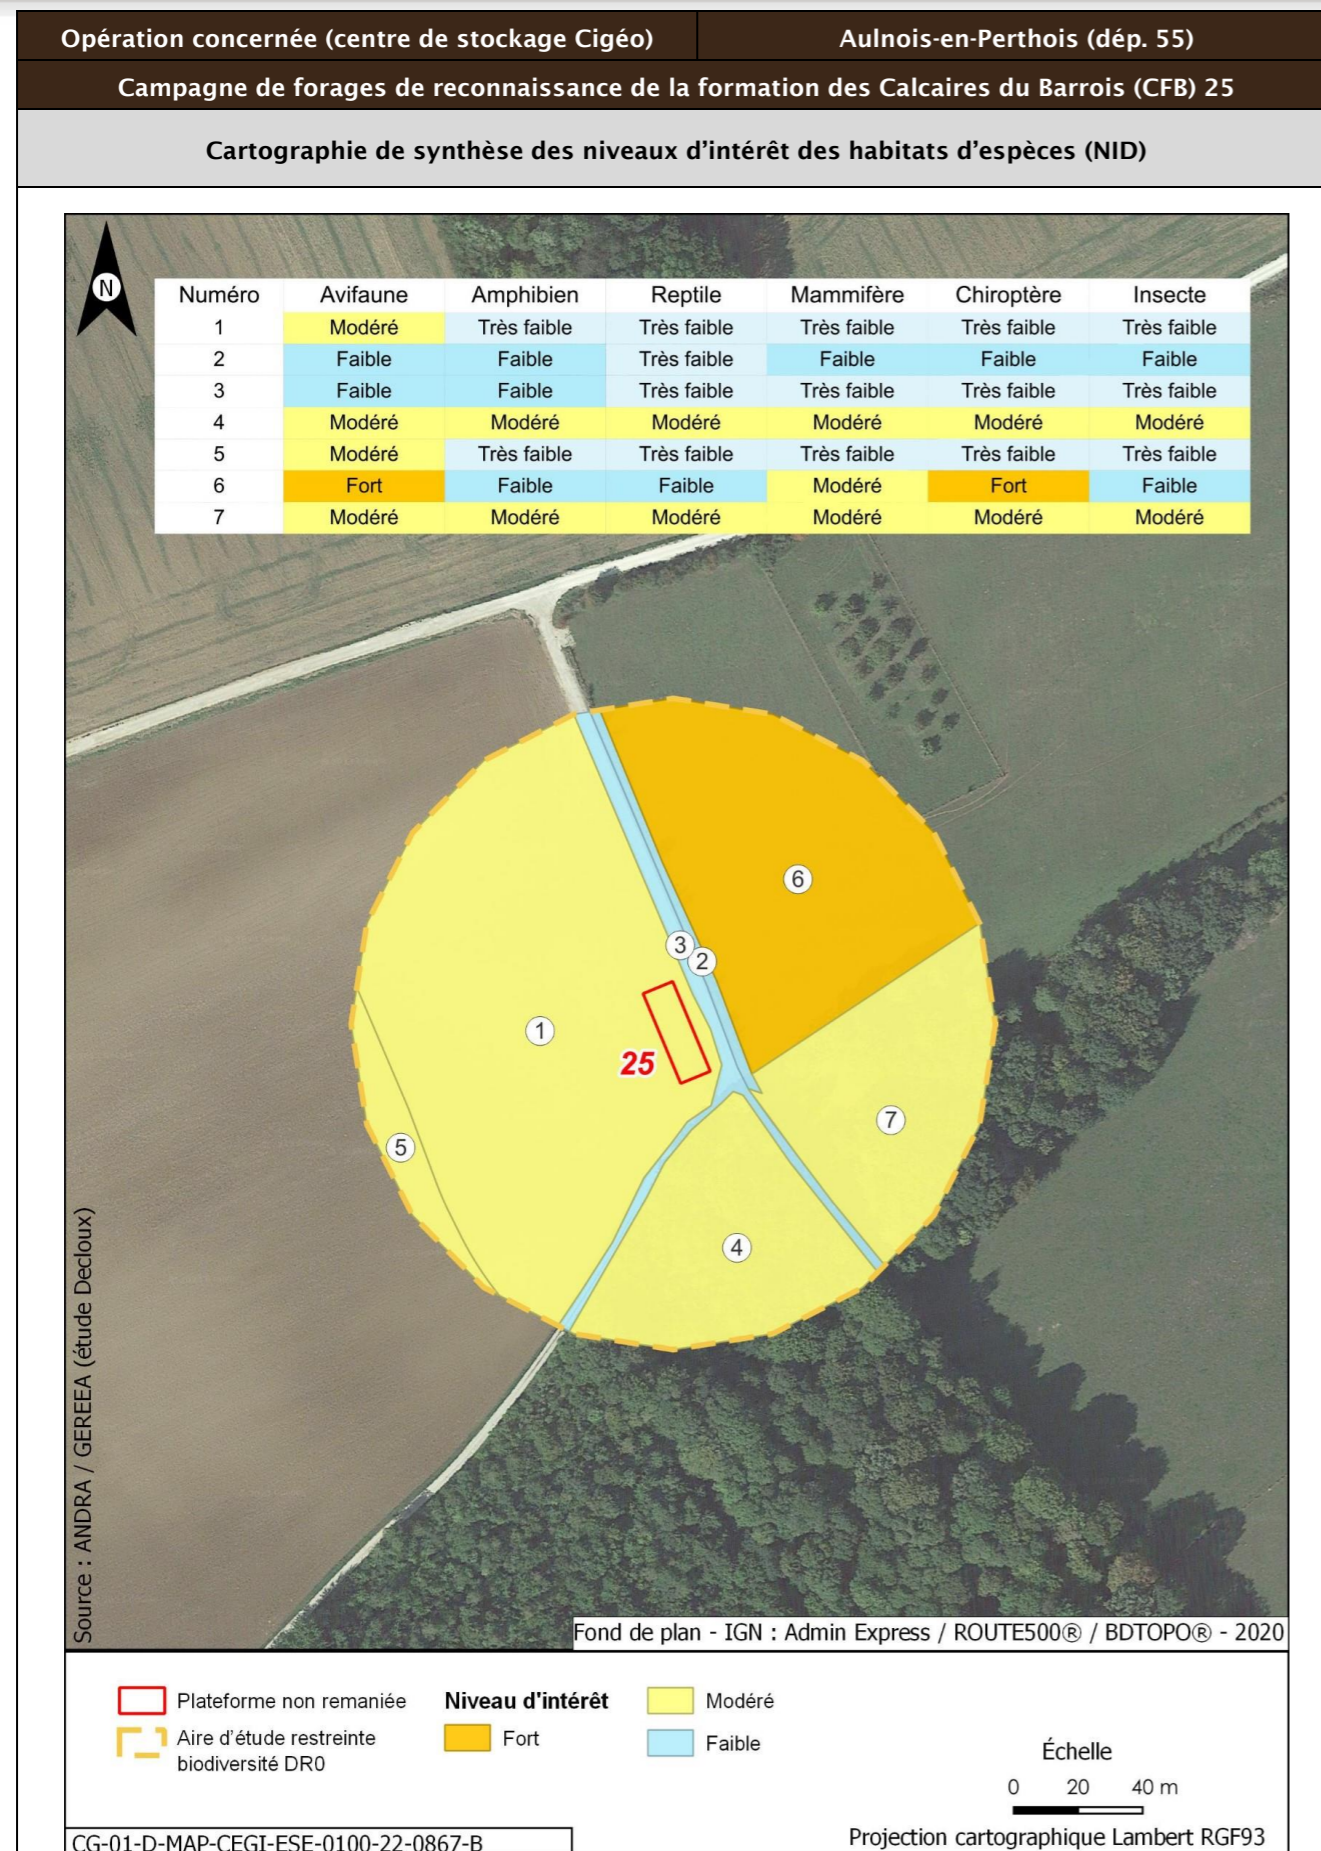 Opération concernée (centre de stockage Cigéo) Aulnois-en-Perthois (dép. 55)
Campagne de forages de reconnaissance de la formation des Calcaires du Barrois (CFB) 25
Cartographie de synthèse des niveaux d'intérêt des habitats d'espèces (NID)
N
Numéro Avifaune Amphibien Reptile Mammifère Chiroptère Insecte
1 Modéré Très faible Très faible Très faible Très faible Très faible
2 Faible Faible Très faible Faible Faible Faible
3 Faible Faible Très faible Très faible Très faible Très faible
4 Modéré Modéré Modéré Modéré Modéré Modéré
5 Modéré Très faible Très faible Très faible Très faible Très faible
6 Fort Faible Faible Modéré Fort Faible
7 Modéré Modéré Modéré Modéré Modéré Modéré
6
3
2
1
25
7
5
4
Source : ANDRA / GEREEA (étude Decloux)
Fond de plan - IGN : Admin Express / ROUTE500® / BDTOPO® - 2020
Plateforme non remaniée
Aire d'étude restreinte
biodiversité DR0
Niveau d'intérêt
Fort
Modéré
Faible
Échelle
0 20 40 m
Projection cartographique Lambert RGF93
CG-01-D-MAP-CEGI-ESE-0100-22-0867-B